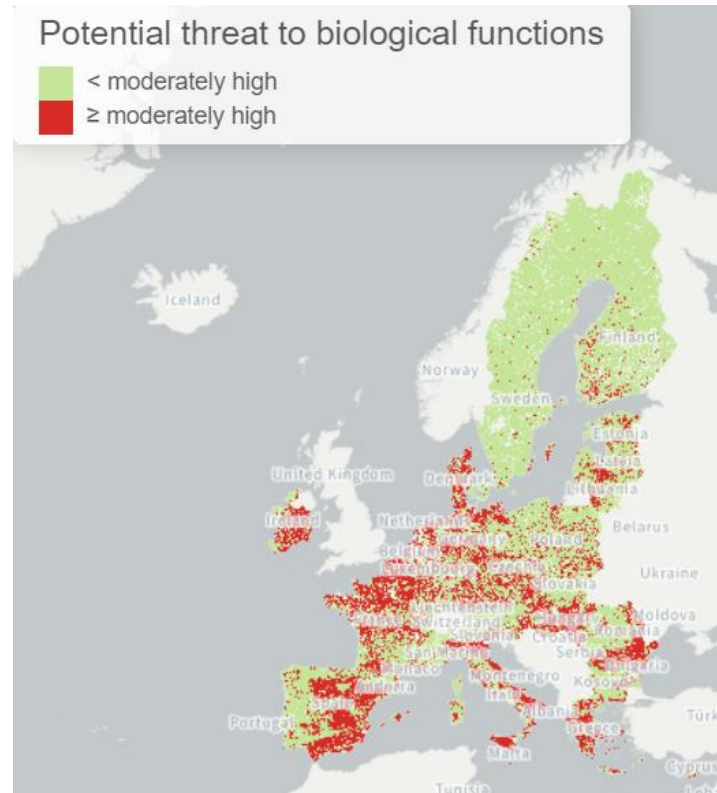 Potential threat to biological functions
< moderately high
≥ moderately high
Iceland
Finland
Norway
Sweden
Estonia
Latvia
United Kingdom
Denmark
Lithuania
Ireland
Netherlands
Belarus
Germany
Poland
Belgium
Luxembourg
Czechia
Ukraine
Slovakia
Liechtenstein
Switzerland
Hungary
Moldova
Slovenia
Croatia
Romania
San Marino
Serbia
Monaco
Bulgaria
Andorra
Montenegro
Kosovo
Italy
Spain
Albania
Türk
Portugal
Greece
Malta
Cyprus
Tunisia